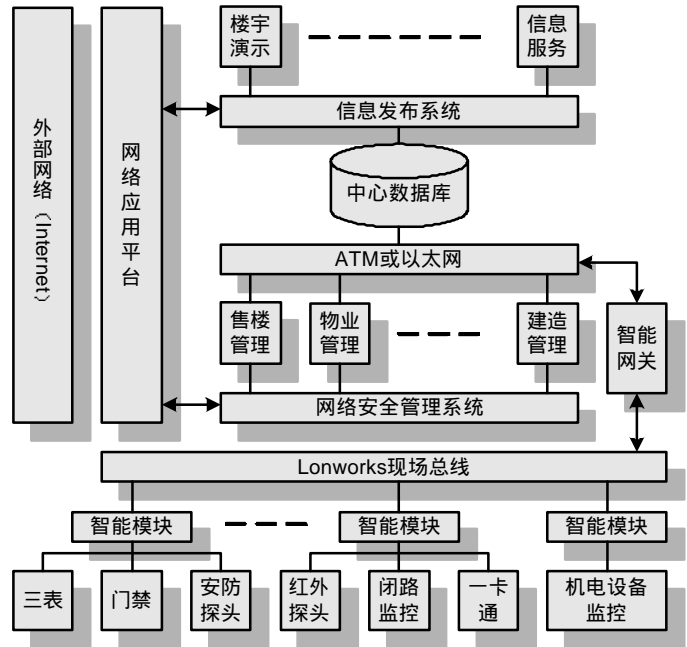 楼宇
演示
信息
服务
信息发布系统
外部网络（Internet）
网络应用平台
中心数据库
ATM或以太网
售楼
管理
物业
管理
建造
管理
智能
网关
网络安全管理系统
Lonworks现场总线
智能模块
智能模块
智能模块
三表
门禁
安防
探头
红外
探头
闭路
监控
一卡
通
机电设备
监控